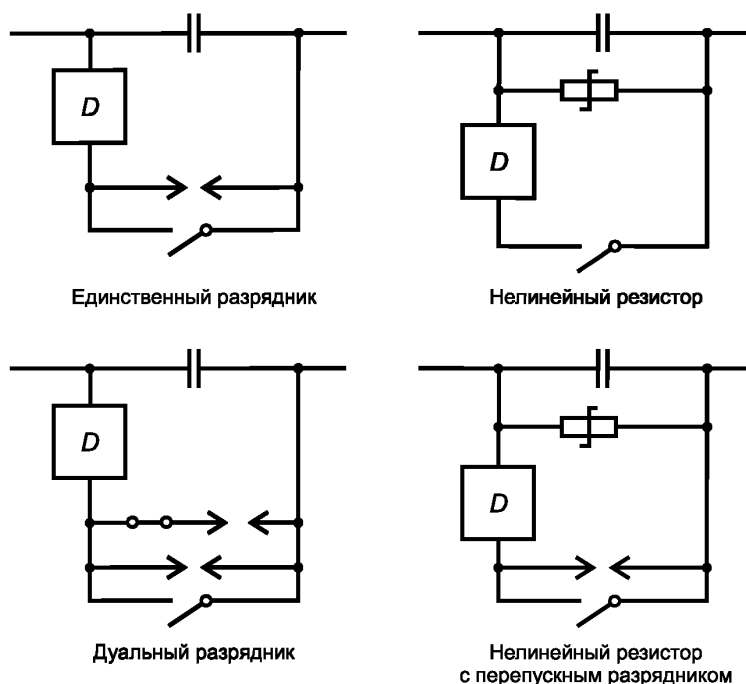 D
D
Единственный разрядник
Нелинейный резистор
D
D
Дуальный разрядник
Нелинейный резистор
с перепускным разрядником